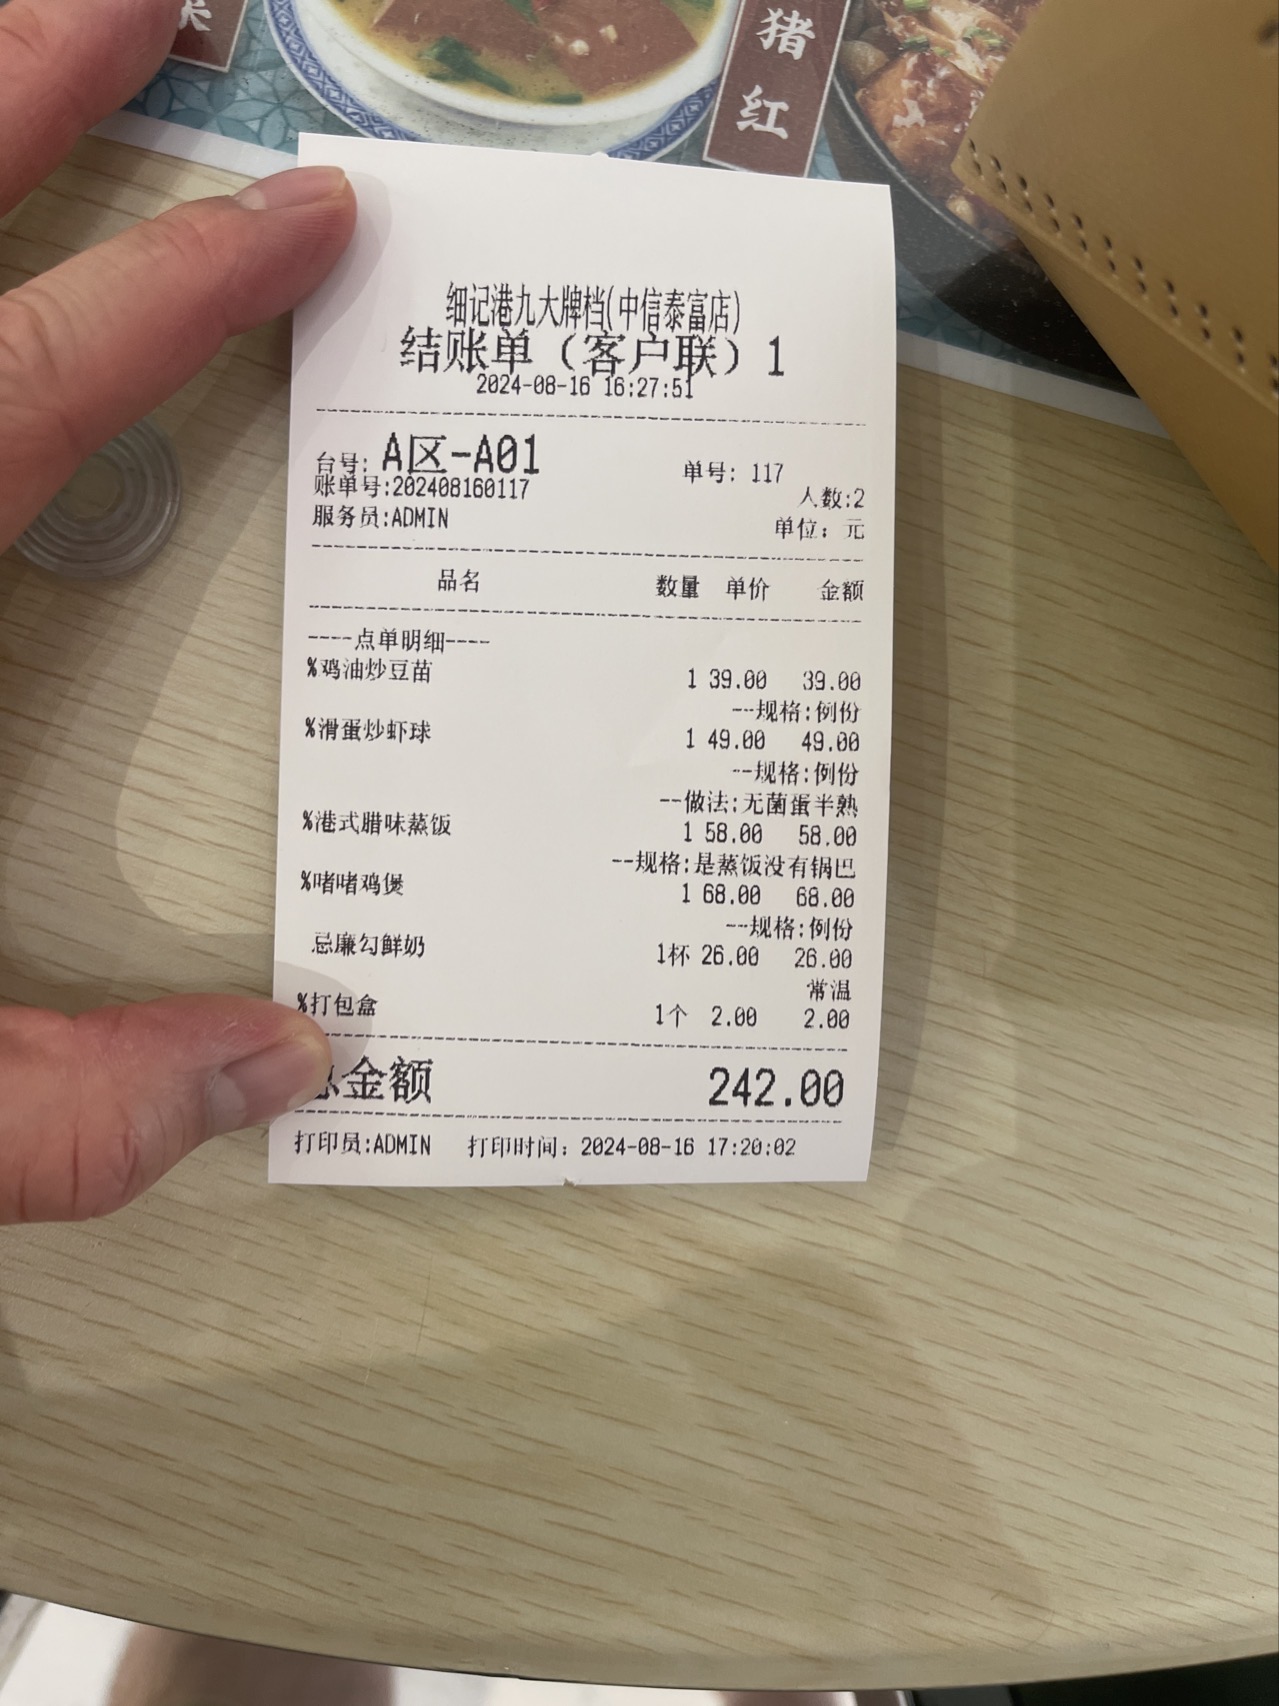 猪
红
细记港九大牌档(中信泰富店)
结账单（客户联）1
2024-08-16 16:27:51
台号: A区-A01 单号: 117
账单号:202408160117 人数:2
服务员:ADMIN 单位: 元
品名 数量 单价 金额
----点单明细----
%鸡油炒豆苗 1 39.00 39.00
--规格:例份
%滑蛋炒虾球 1 49.00 49.00
--规格:例份
--做法:无菌蛋半熟
%港式腊味蒸饭 1 58.00 58.00
--规格:是蒸饭没有锅巴
%啫啫鸡煲 1 68.00 68.00
--规格:例份
忌廉勾鲜奶 1杯 26.00 26.00
常温
%打包盒 1个 2.00 2.00
总金额 242.00
打印员:ADMIN 打印时间: 2024-08-16 17:20:02